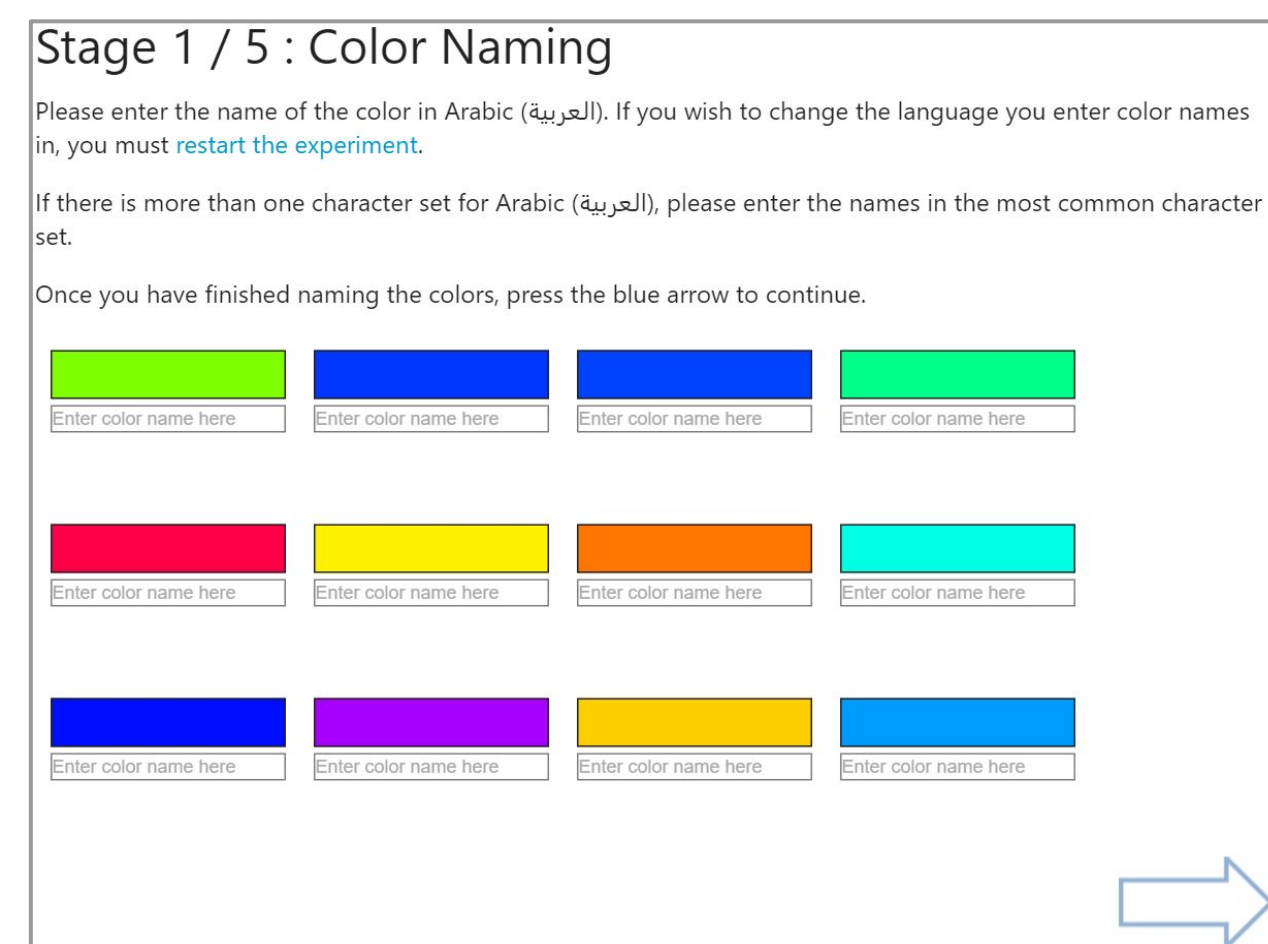 Stage 1 / 5 : Color Naming
Please enter the name of the color in Arabic (العربية). If you wish to change the language you enter color names
in, you must restart the experiment.
If there is more than one character set for Arabic (العربية), please enter the names in the most common character
set.
Once you have finished naming the colors, press the blue arrow to continue.
Enter color name here Enter color name here Enter color name here Enter color name here
Enter color name here Enter color name here Enter color name here Enter color name here
Enter color name here Enter color name here Enter color name here Enter color name here